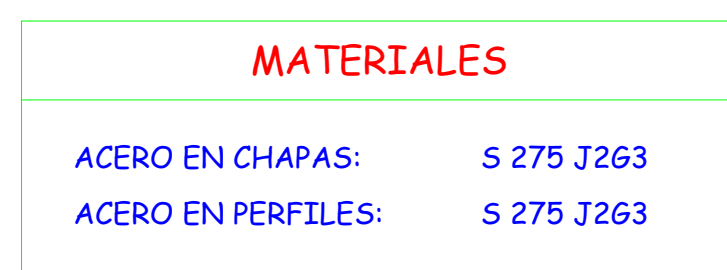 MATERIALES
ACERO EN CHAPAS: S 275 J2G3
ACERO EN PERFILES: S 275 J2G3